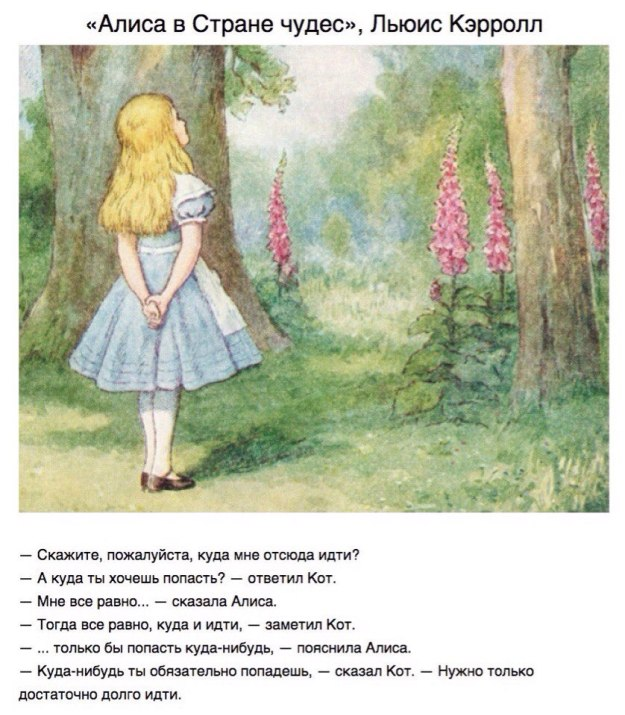 «Алиса в Стране чудес», Льюис Кэрролл
— Скажите, пожалуйста, куда мне отсюда идти?
— А куда ты хочешь попасть? — ответил Кот.
— Мне все равно... — сказала Алиса.
— Тогда все равно, куда и идти, — заметил Кот.
— ... только бы попасть куда-нибудь, — пояснила Алиса.
— Куда-нибудь ты обязательно попадешь, — сказал Кот. — Нужно только
достаточно долго идти.